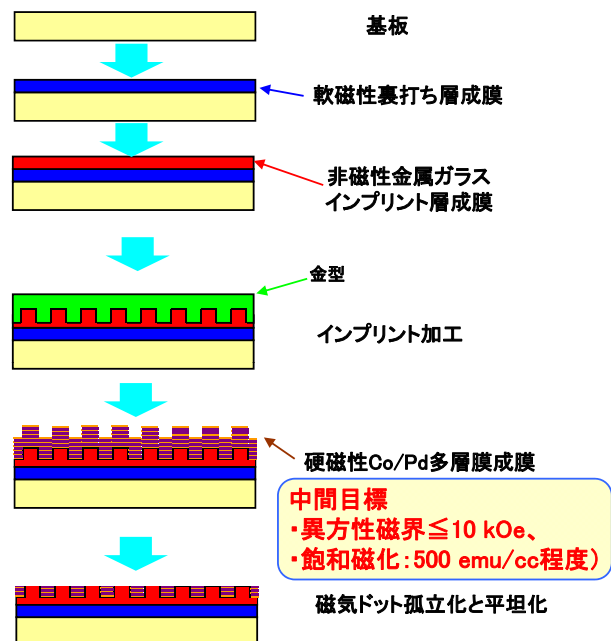 基板
軟磁性裏打ち層成膜
非磁性金属ガラス
インプリント層成膜
金型
インプリント加工
硬磁性Co/Pd多層膜成膜
中間目標
・異方性磁界≦10 kOe、
・飽和磁化：500 emu/cc程度）
磁気ドット孤立化と平坦化